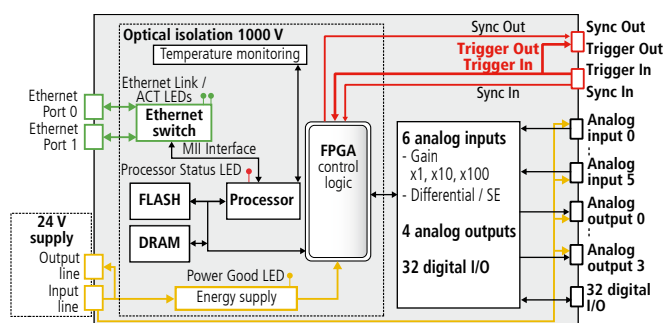 Optical isolation 1000 V
Temperature monitoring
Sync Out
Trigger Out
Trigger In
Sync In
Sync Out
Trigger Out
Trigger In
Sync In
Ethernet
Port 0
Ethernet
Port 1
Ethernet Link /
ACT LEDs
Ethernet
switch
MII Interface
Processor Status LED
FLASH
Processor
DRAM
FPGA
control
logic
6 analog inputs
- Gain
x1, x10, x100
- Differential / SE
4 analog outputs
32 digital I/O
Analog
input 0
:
Analog
input 5
Analog
output 0
:
Analog
output 3
32 digital
I/O
24 V
supply
Output
line
Input
line
Power Good LED
Energy supply